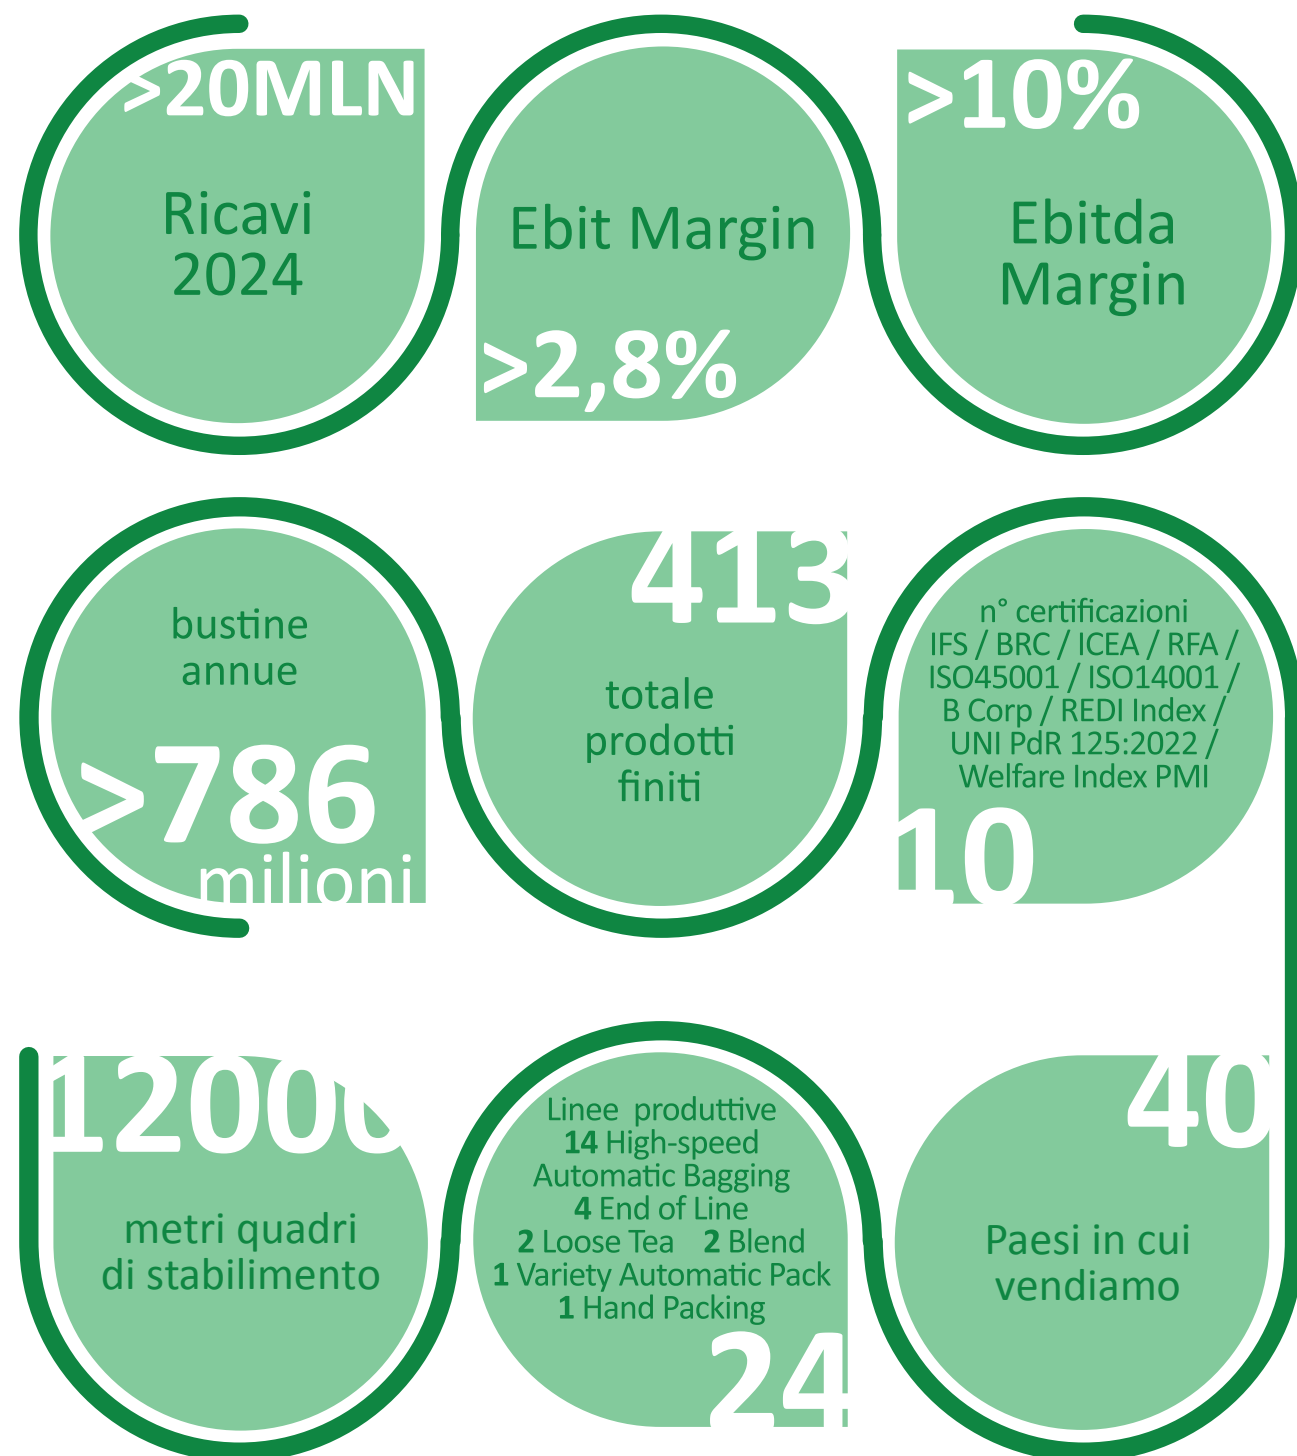 >20MLN
Ricavi
2024
Ebit Margin
>2,8%
>10%
Ebitda
Margin
bustine
annue
>786
milioni
413
totale
prodotti
finiti
n° certificazioni
IFS / BRC / ICEA / RFA /
ISO45001 / ISO14001 /
B Corp / REDI Index /
UNI PdR 125:2022 /
Welfare Index PMI
10
12000
metri quadri
di stabilimento
Linee produttive
14 High-speed
Automatic Bagging
4 End of Line
2 Loose Tea 2 Blend
1 Variety Automatic Pack
1 Hand Packing
24
40
Paesi in cui
vendiamo